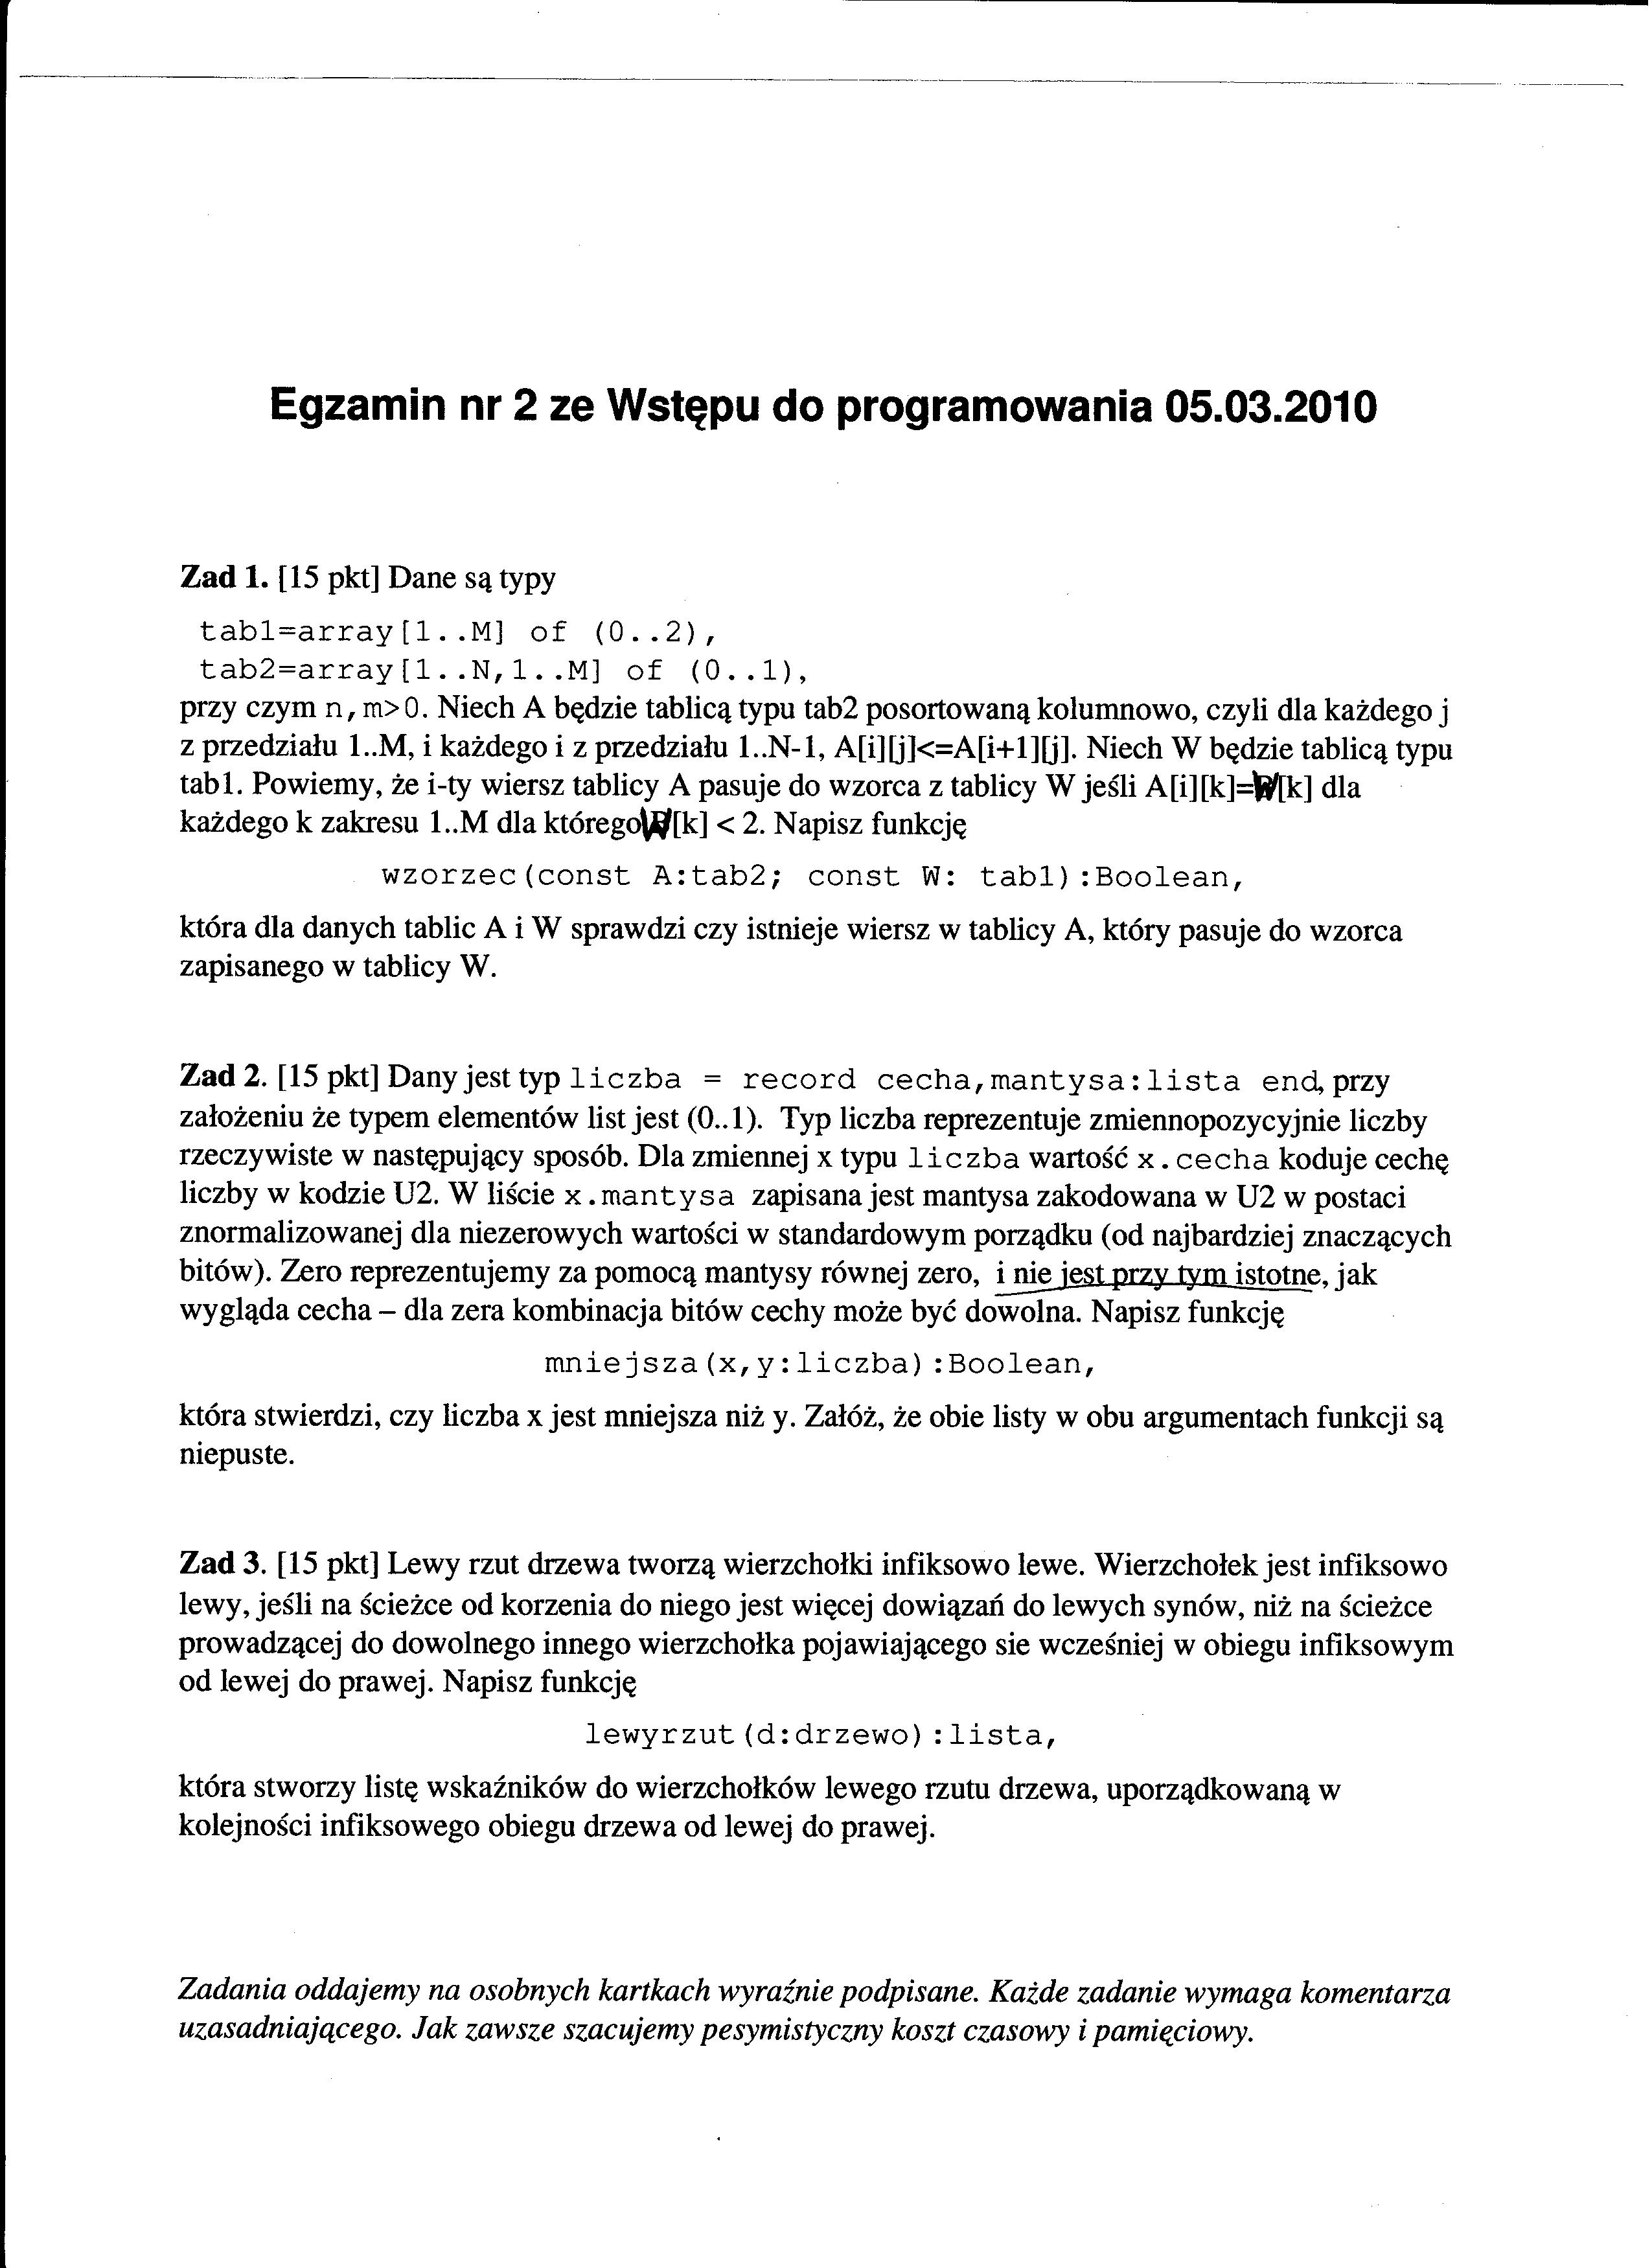 Egzamin nr 2 ze Wstępu do programowania 05.03.2010
Zad 1. [15 pkt] Dane są typy
tab1=array[1..M] of (0..2),
tab2=array[1..N,1..M] of (0..1),
przy czym n,m>0. Niech A będzie tablicą typu tab2 posortowaną kolumnowo, czyli dla każdego j
z przedziału 1..M, i każdego i z przedziału 1..N-1, A[i][j]<=A[i+1][j]. Niech W będzie tablicą typu
tab1. Powiemy, że i-ty wiersz tablicy A pasuje do wzorca z tablicy W jeśli A[i][k]=W[k] dla
każdego k zakresu 1..M dla którego W[k] < 2. Napisz funkcję
wzorzec(const A:tab2; const W: tab1):Boolean,
która dla danych tablic A i W sprawdzi czy istnieje wiersz w tablicy A, który pasuje do wzorca
zapisanego w tablicy W.
Zad 2. [15 pkt] Dany jest typ liczba = record cecha,mantysa:lista end, przy
założeniu że typem elementów list jest (0..1). Typ liczba reprezentuje zmiennopozycyjnie liczby
rzeczywiste w następujący sposób. Dla zmiennej x typu liczba wartość x.cecha koduje cechę
liczby w kodzie U2. W liście x.mantysa zapisana jest mantysa zakodowana w U2 w postaci
znormalizowanej dla niezerowych wartości w standardowym porządku (od najbardziej znaczących
bitów). Zero reprezentujemy za pomocą mantysy równej zero, i nie jest przy tym istotne, jak
wygląda cecha – dla zera kombinacja bitów cechy może być dowolna. Napisz funkcję
mniejsza(x,y:liczba):Boolean,
która stwierdzi, czy liczba x jest mniejsza niż y. Załóż, że obie listy w obu argumentach funkcji są
niepuste.
Zad 3. [15 pkt] Lewy rzut drzewa tworzą wierzchołki infiksowo lewe. Wierzchołek jest infiksowo
lewy, jeśli na ścieżce od korzenia do niego jest więcej dowiązań do lewych synów, niż na ścieżce
prowadzącej do dowolnego innego wierzchołka pojawiającego sie wcześniej w obiegu infiksowym
od lewej do prawej. Napisz funkcję
lewyrzut(d:drzewo):lista,
która stworzy listę wskaźników do wierzchołków lewego rzutu drzewa, uporządkowaną w
kolejności infiksowego obiegu drzewa od lewej do prawej.
Zadania oddajemy na osobnych kartkach wyraźnie podpisane. Każde zadanie wymaga komentarza
uzasadniającego. Jak zawsze szacujemy pesymistyczny koszt czasowy i pamięciowy.